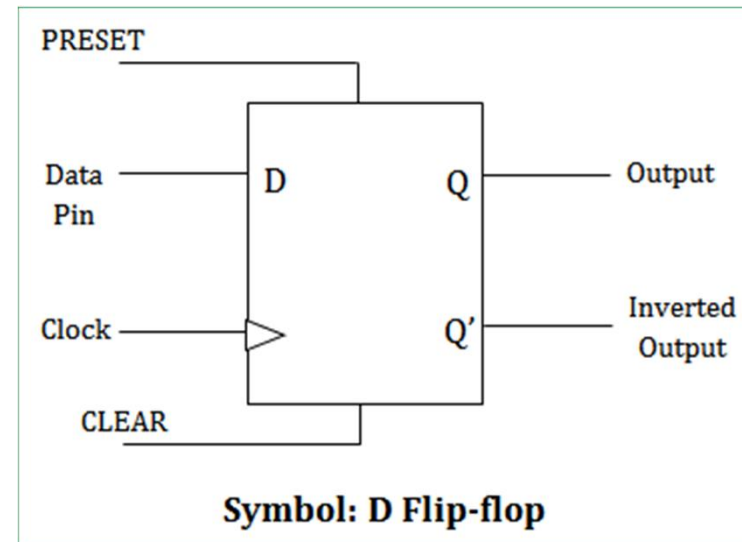 PRESET
Data
Pin
D
Q
Output
Clock
Q’
Inverted
Output
CLEAR
Symbol: D Flip-flop